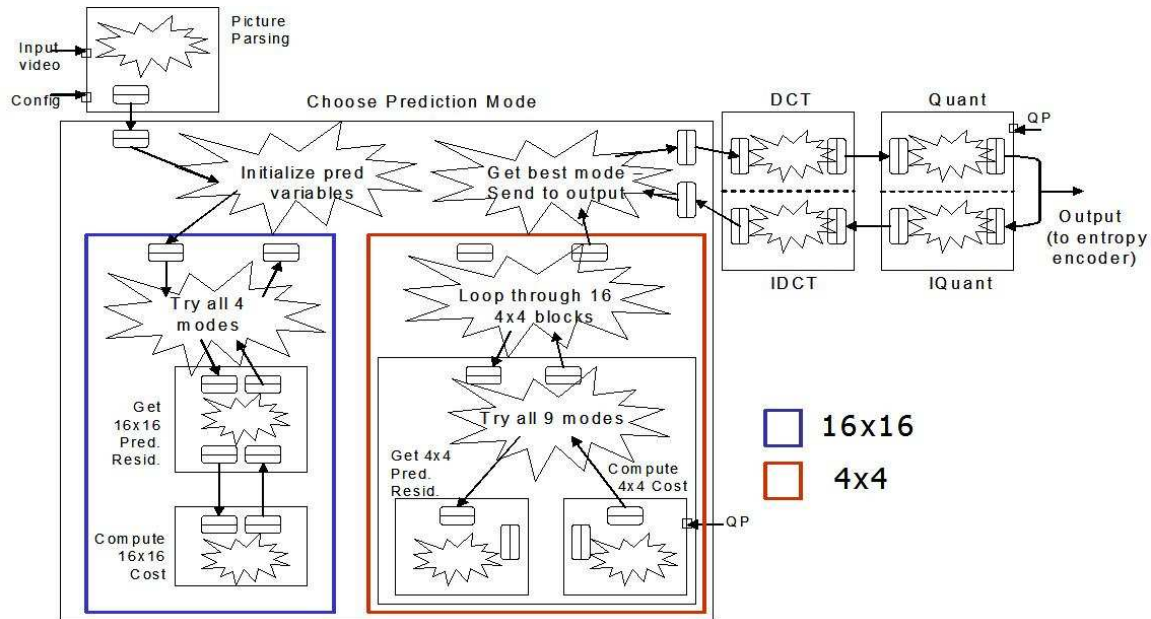 Picture
Parsing
Input
video
Config
Choose Prediction Mode
DCT
Quant
QP
Initialize pred
variables
Get best mode –
Send to output
Output
(to entropy
encoder)
IDCT
IQuant
Try all 4
modes
Loop through 16
4x4 blocks
Get
16x16
Pred.
Resid.
Try all 9 modes
Get 4x4
Pred.
Resid.
Compute
4x4 Cost
QP
Compute
16x16
Cost
16x16
4x4